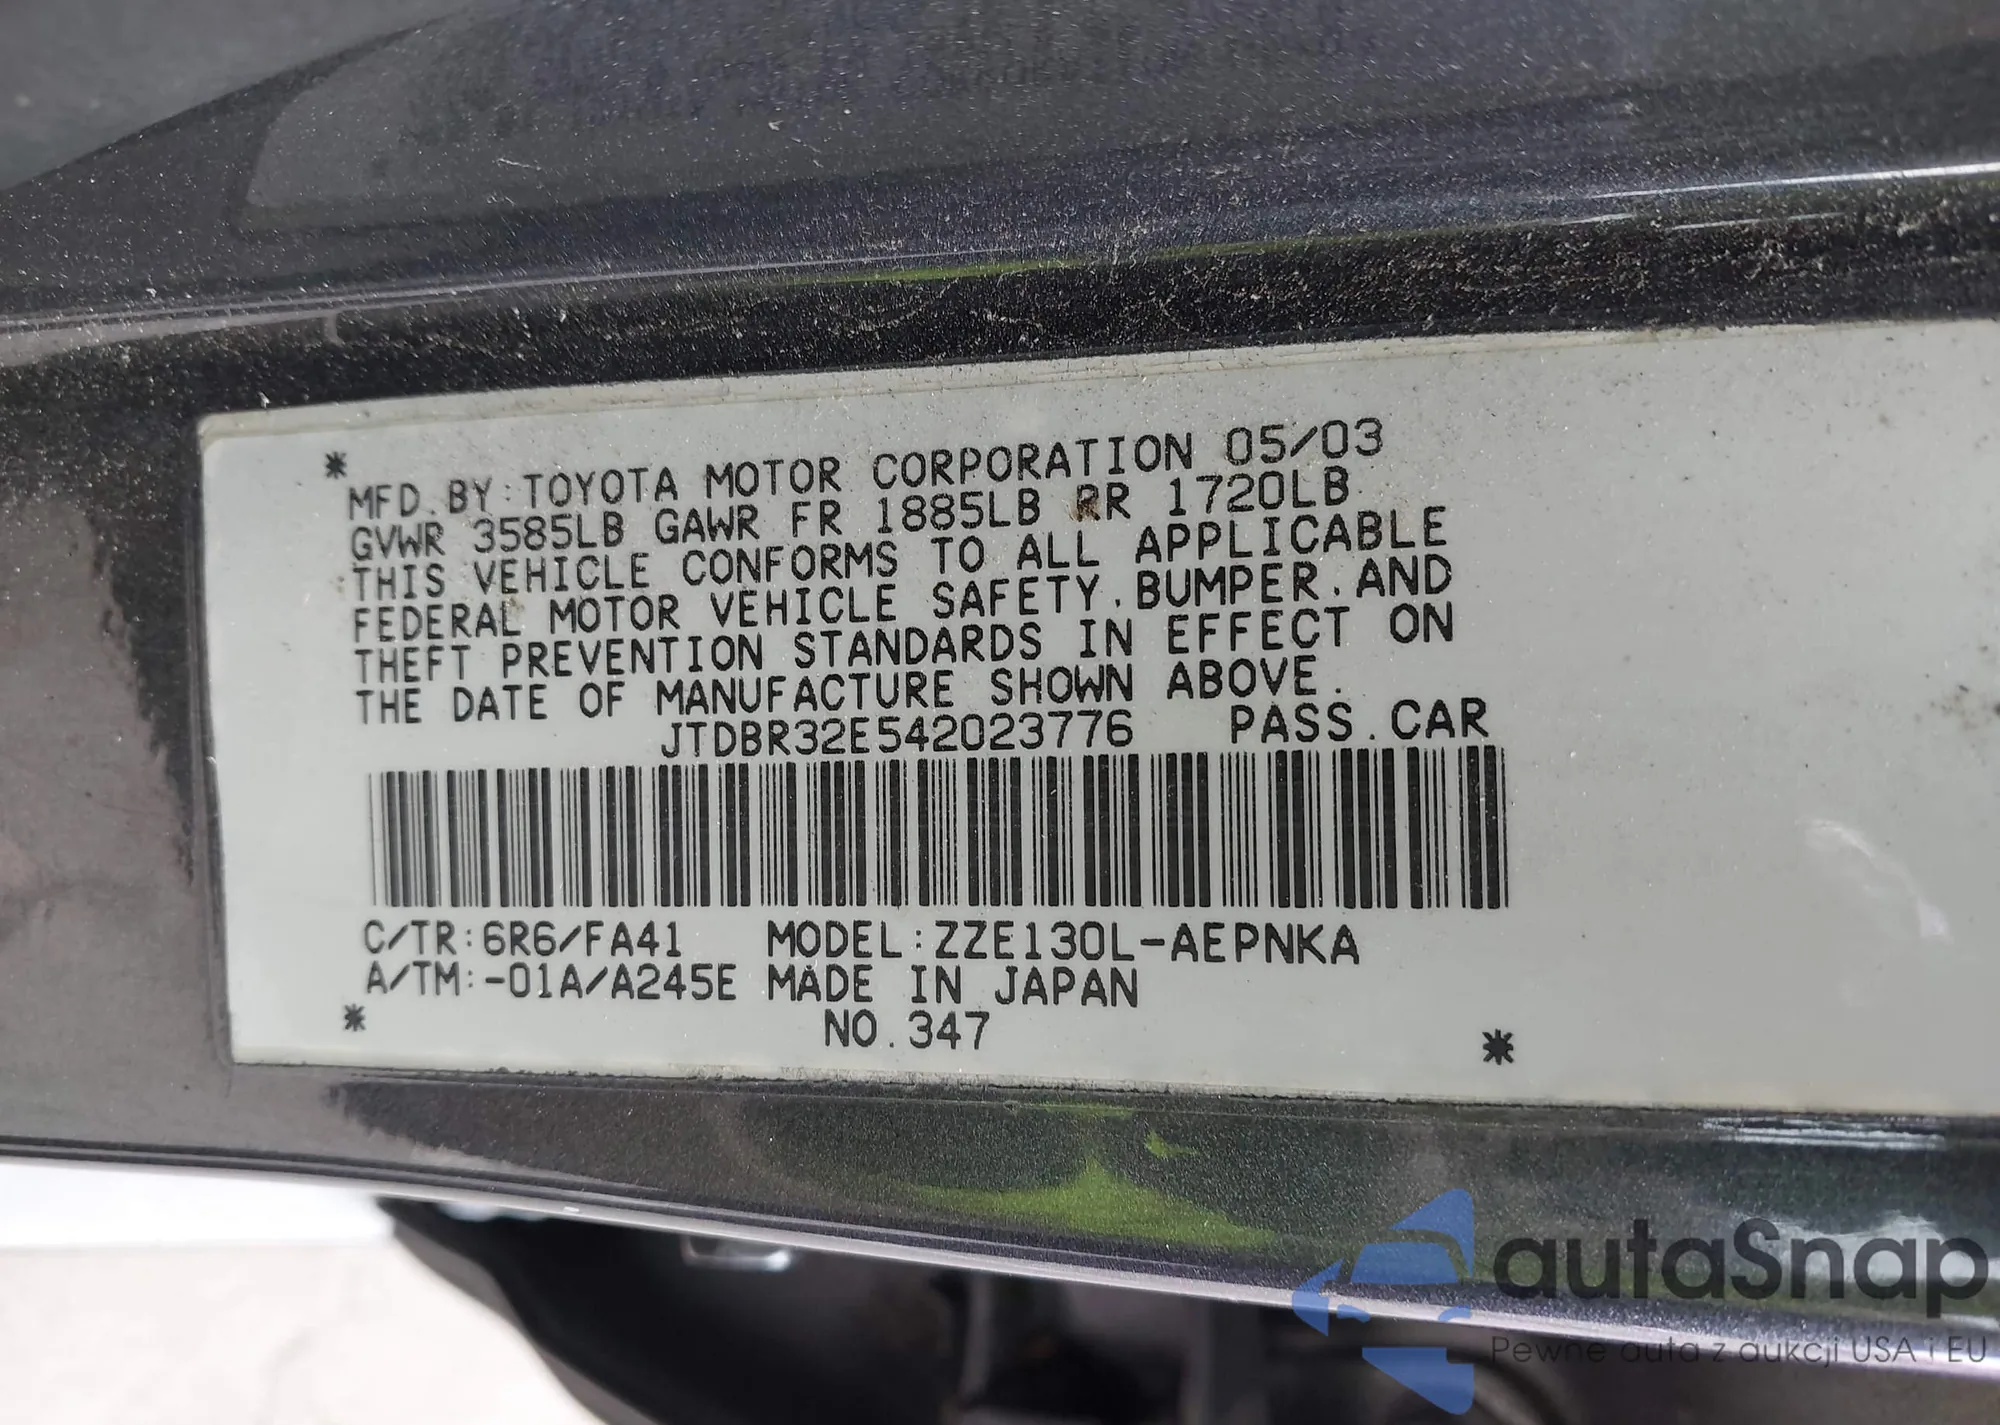 * MFD. BY: TOYOTA MOTOR CORPORATION 05/03
GVWR 3585LB GAWR FR 1885LB RR 1720LB
THIS VEHICLE CONFORMS TO ALL APPLICABLE
FEDERAL MOTOR VEHICLE SAFETY. BUMPER. AND
THEFT PREVENTION STANDARDS IN EFFECT ON
THE DATE OF MANUFACTURE SHOWN ABOVE.
JTDBR32E542023776 PASS. CAR
C/TR: 6R6/FA41 MODEL: ZZE130L-AEPNKA
A/TM: -01A/A245E MADE IN JAPAN
* NO. 347 *
autaSnap
Pewne auta z aukcji USA i EU